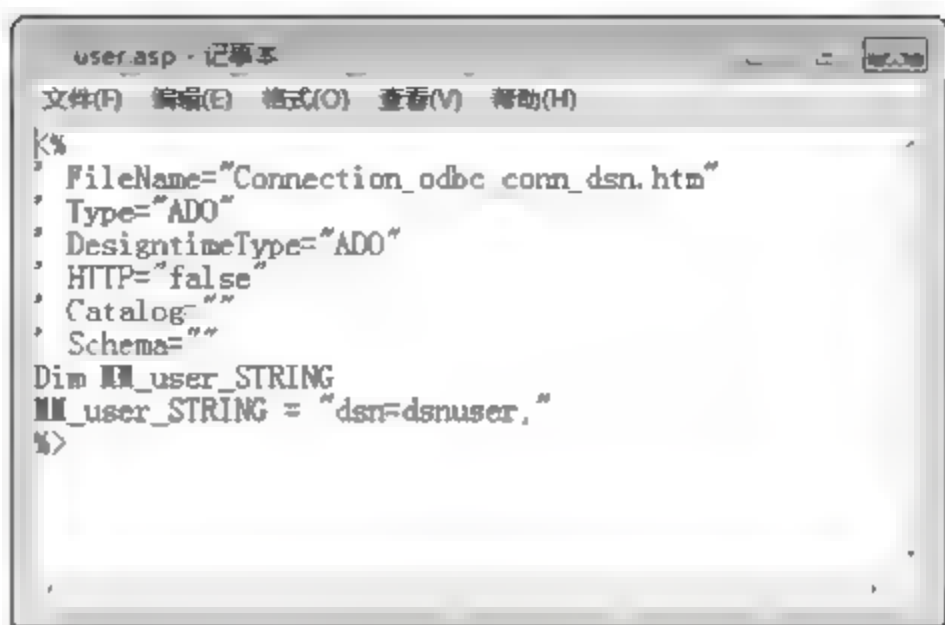 user.asp - 记事本
文件(F) 编辑(E) 格式(O) 查看(V) 帮助(H)
<%
' FileName="Connection_odbc_conn_dsn.htm"
' Type="ADO"
' DesigntimeType="ADO"
' HTTP="false"
' Catalog=""
' Schema=""
Dim MM_user_STRING
MM_user_STRING = "dsn=dsnuser;"
%>